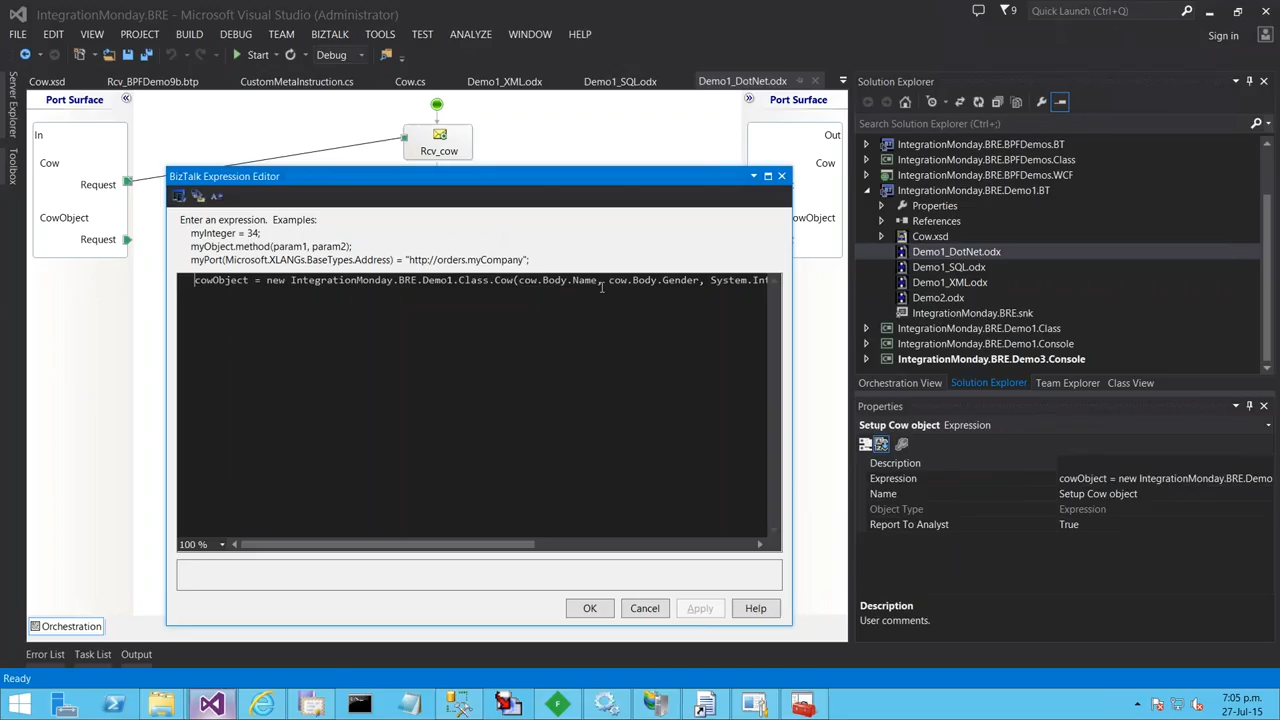 IntegrationMonday.BRE - Microsoft Visual Studio (Administrator)
9
Quick Launch (Ctrl+;)
FILE EDIT VIEW PROJECT BUILD DEBUG TEAM BIZTALK TOOLS TEST ANALYZE WINDOW HELP
Sign in
Start
Debug
Server Explorer
Toolbox
Cow.xsd
Rcv_BPFDemo9b.btp
CustomMetaInstruction.cs
Cow.cs
Demo1_XML.odx
Demo1_SQL.odx
Demo1_DotNet.odx
Port Surface
In
Cow
Request
CowObject
Request
Rcv_cow
Port Surface
Out
Cow
owObject
BizTalk Expression Editor
Enter an expression. Examples:
myInteger = 34;
myObject.method(param1, param2);
myPort(Microsoft.XLANGs.BaseTypes.Address) = "http://orders.myCompany";
cowObject = new IntegrationMonday.BRE.Demo1.Class.Cow(cow.Body.Name, cow.Body.Gender, System.Int
100 %
OK
Cancel
Apply
Help
Orchestration
Error List
Task List
Output
Solution Explorer
Search Solution Explorer (Ctrl+;)
IntegrationMonday.BRE.BPFDemos.BT
IntegrationMonday.BRE.BPFDemos.Class
IntegrationMonday.BRE.BPFDemos.WCF
IntegrationMonday.BRE.Demo1.BT
Properties
References
Cow.xsd
Demo1_DotNet.odx
Demo1_SQL.odx
Demo1_XML.odx
Demo2.odx
IntegrationMonday.BRE.snk
IntegrationMonday.BRE.Demo1.Class
IntegrationMonday.BRE.Demo1.Console
IntegrationMonday.BRE.Demo3.Console
Orchestration View
Solution Explorer
Team Explorer
Class View
Properties
Setup Cow object Expression
Description
Expression cowObject = new IntegrationMonday.BRE.Demo
Name Setup Cow object
Object Type Expression
Report To Analyst True
Description
User comments.
Ready
7:05 p.m.
27-Jul-15